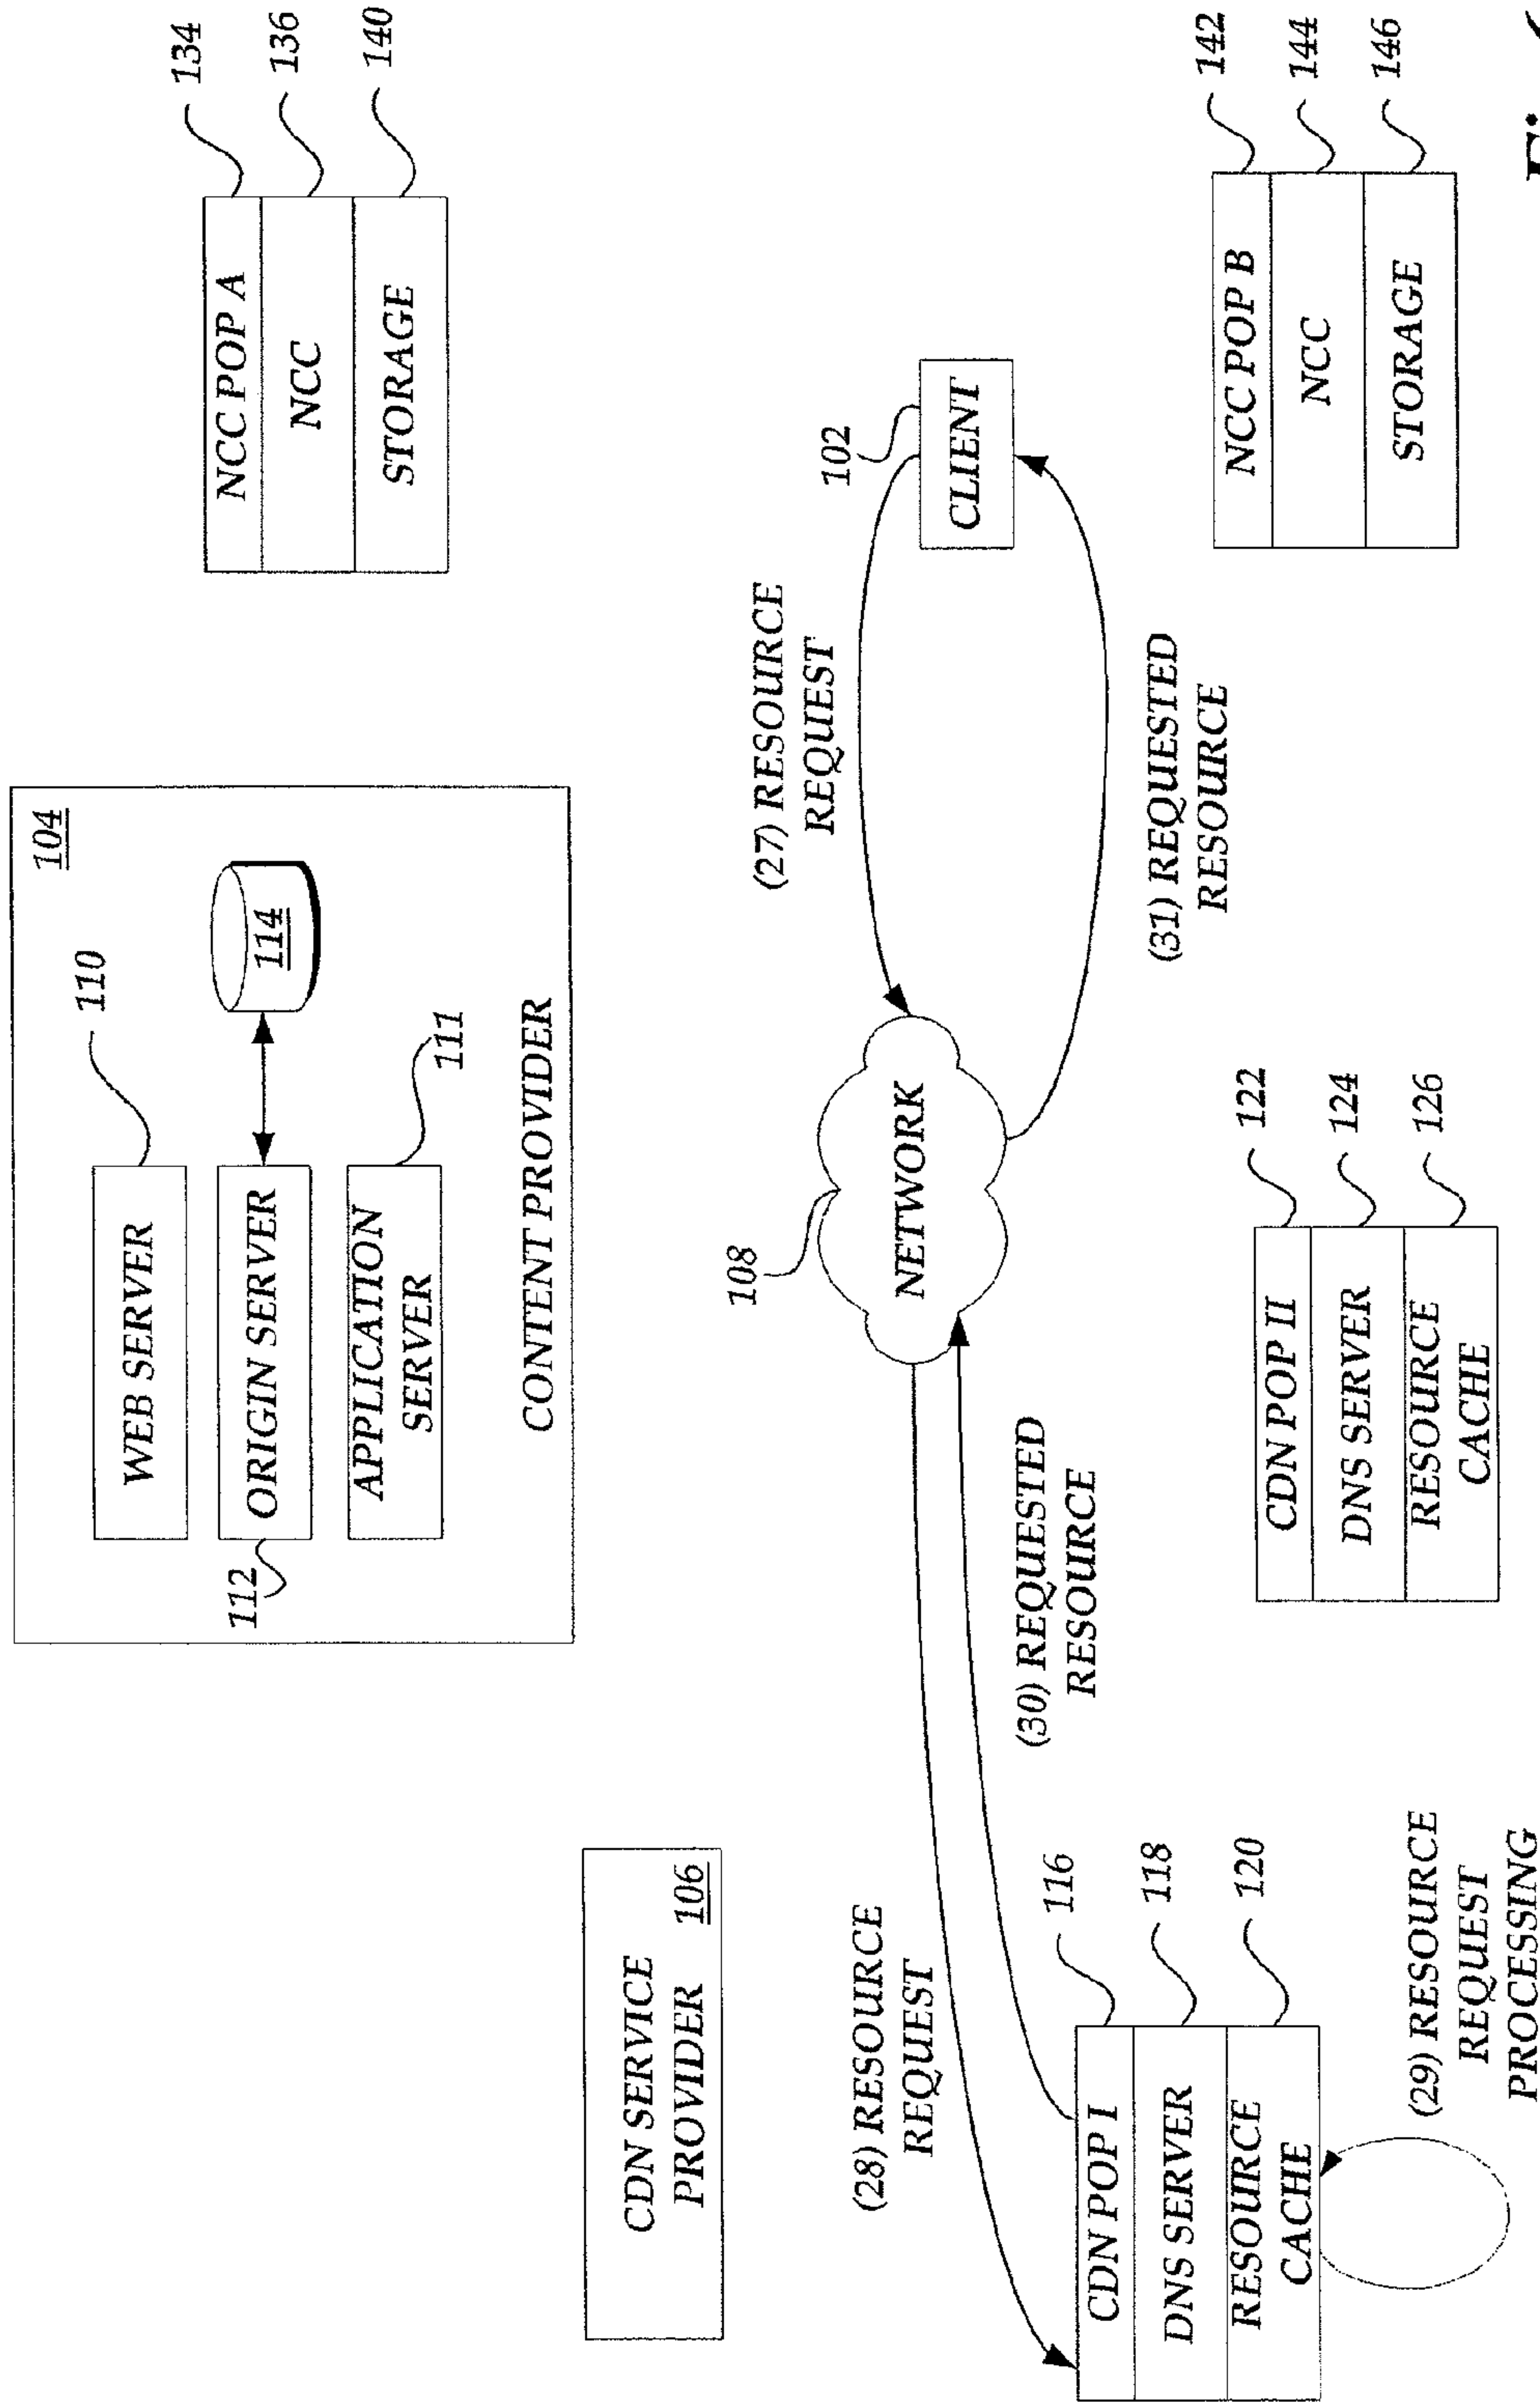 104
WEB SERVER
110
ORIGIN SERVER
112
114
APPLICATION
SERVER
111
CONTENT PROVIDER
NCC POP A
134
NCC
136
STORAGE
140
CDN SERVICE
PROVIDER 106
(27) RESOURCE
REQUEST
102
CLIENT
108
NETWORK
(28) RESOURCE
REQUEST
(30) REQUESTED
RESOURCE
(31) REQUESTED
RESOURCE
CDN POP I
116
DNS SERVER
118
RESOURCE
CACHE
120
(29) RESOURCE
REQUEST
PROCESSING
CDN POP II
122
DNS SERVER
124
RESOURCE
CACHE
126
NCC POP B
142
NCC
144
STORAGE
146